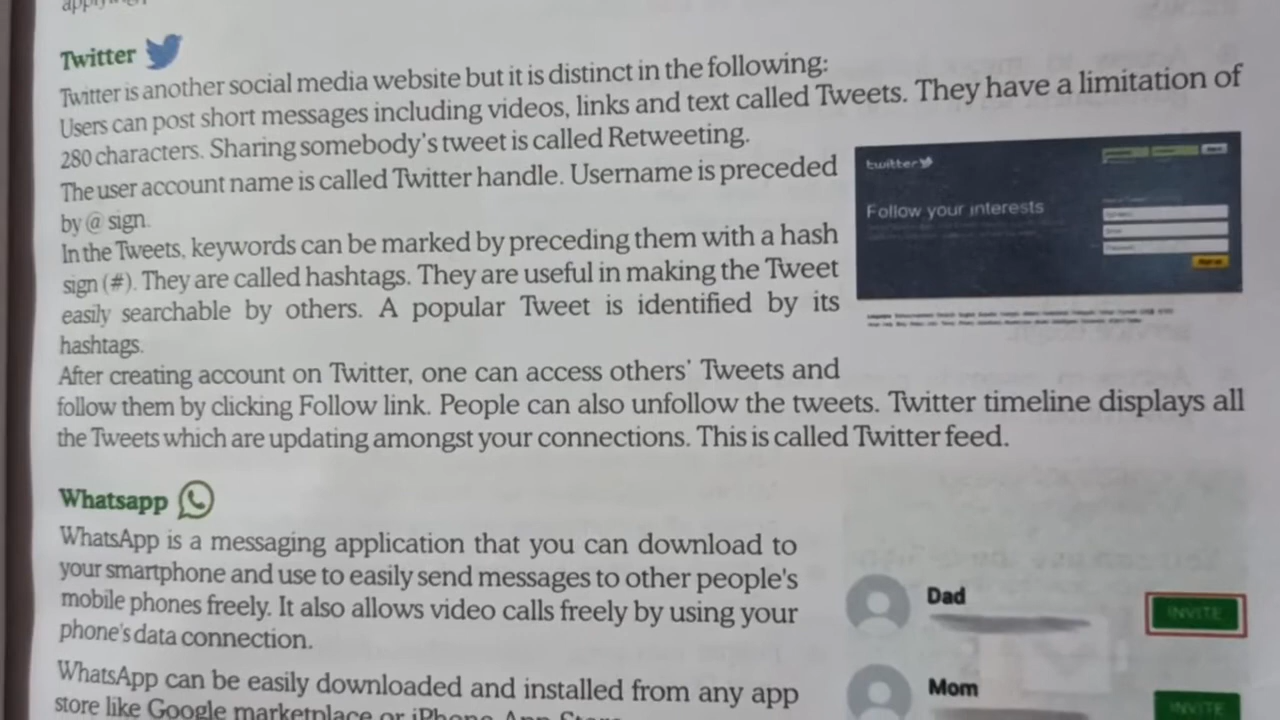 Twitter
Twitter is another social media website but it is distinct in the following:
Users can post short messages including videos, links and text called Tweets. They have a limitation of
280 characters. Sharing somebody's tweet is called Retweeting.
The user account name is called Twitter handle. Username is preceded
by @ sign.
In the Tweets, keywords can be marked by preceding them with a hash
sign (#). They are called hashtags. They are useful in making the Tweet
easily searchable by others. A popular Tweet is identified by its
hashtags.
After creating account on Twitter, one can access others' Tweets and
follow them by clicking Follow link. People can also unfollow the tweets. Twitter timeline displays all
the Tweets which are updating amongst your connections. This is called Twitter feed.
twitter
Follow your interests
Whatsapp
WhatsApp is a messaging application that you can download to
your smartphone and use to easily send messages to other people's
mobile phones freely. It also allows video calls freely by using your
phone's data connection.
WhatsApp can be easily downloaded and installed from any app
store like Google marketplace or iPhone App Store
Dad
INVITE
Mom
INVITE